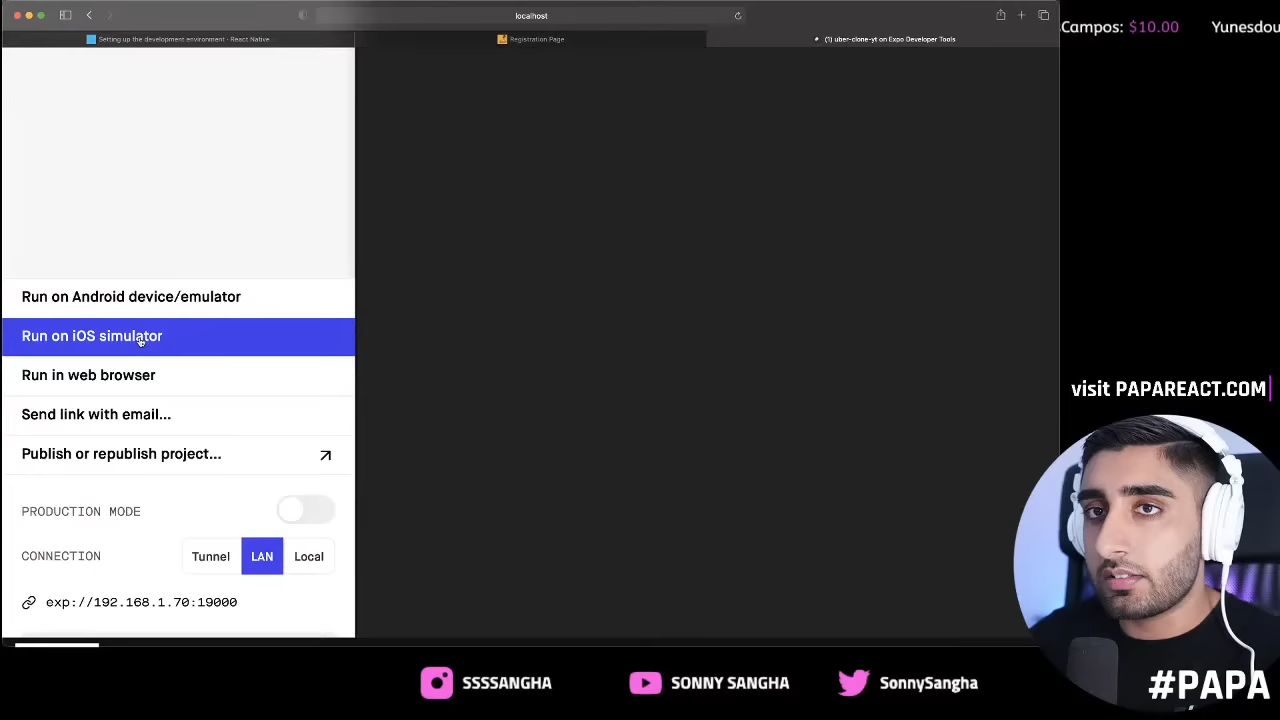 localhost
Campos: $10.00 Yunesdou
Setting up the development environment · React Native
Registration Page
(1) uber-clone-yt on Expo Developer Tools
Run on Android device/emulator
Run on iOS simulator
Run in web browser
Send link with email...
Publish or republish project...
PRODUCTION MODE
CONNECTION
Tunnel LAN Local
exp://192.168.1.70:19000
visit PAPAREACT.COM
SSSSANGHA SONNY SANGHA SonnySangha
#PAPA